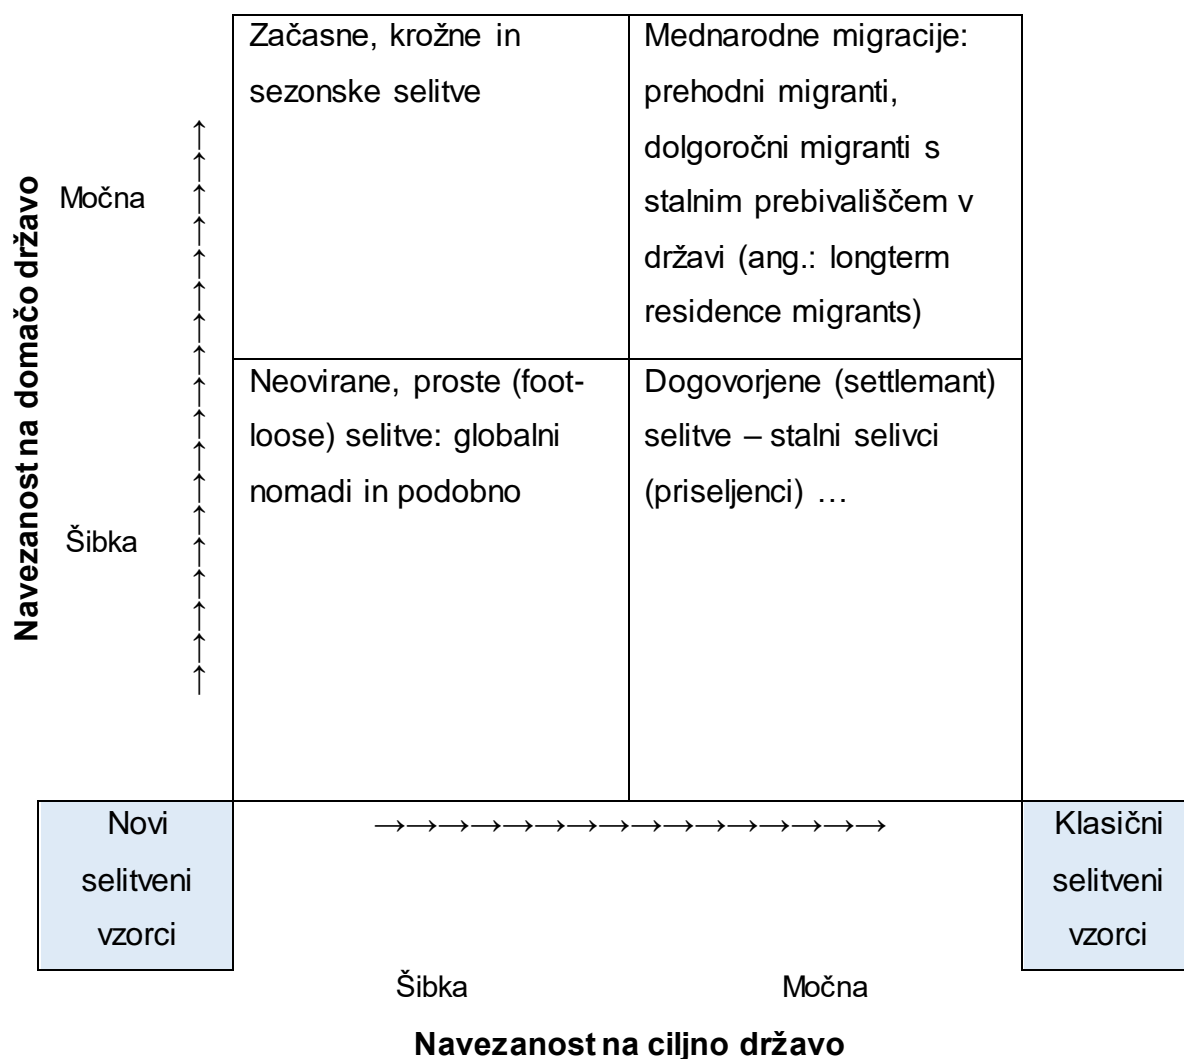 Začasne, krožne in
sezonske selitve
Mednarodne migracije:
prehodni migranti,
dolgoročni migranti s
stalnim prebivališčem v
državi (ang.: longterm
residence migrants)
Navezanost na domačo državo
Močna
↑↑↑↑↑↑↑↑↑↑↑↑↑↑↑↑↑↑
Šibka
Neovirane, proste (foot-
loose) selitve: globalni
nomadi in podobno
Dogovorjene (settlemant)
selitve – stalni selivci
(priseljenci) …
Novi
selitveni
vzorci
→→→→→→→→→→→→→→→→
Klasični
selitveni
vzorci
Šibka
Močna
Navezanost na ciljno državo